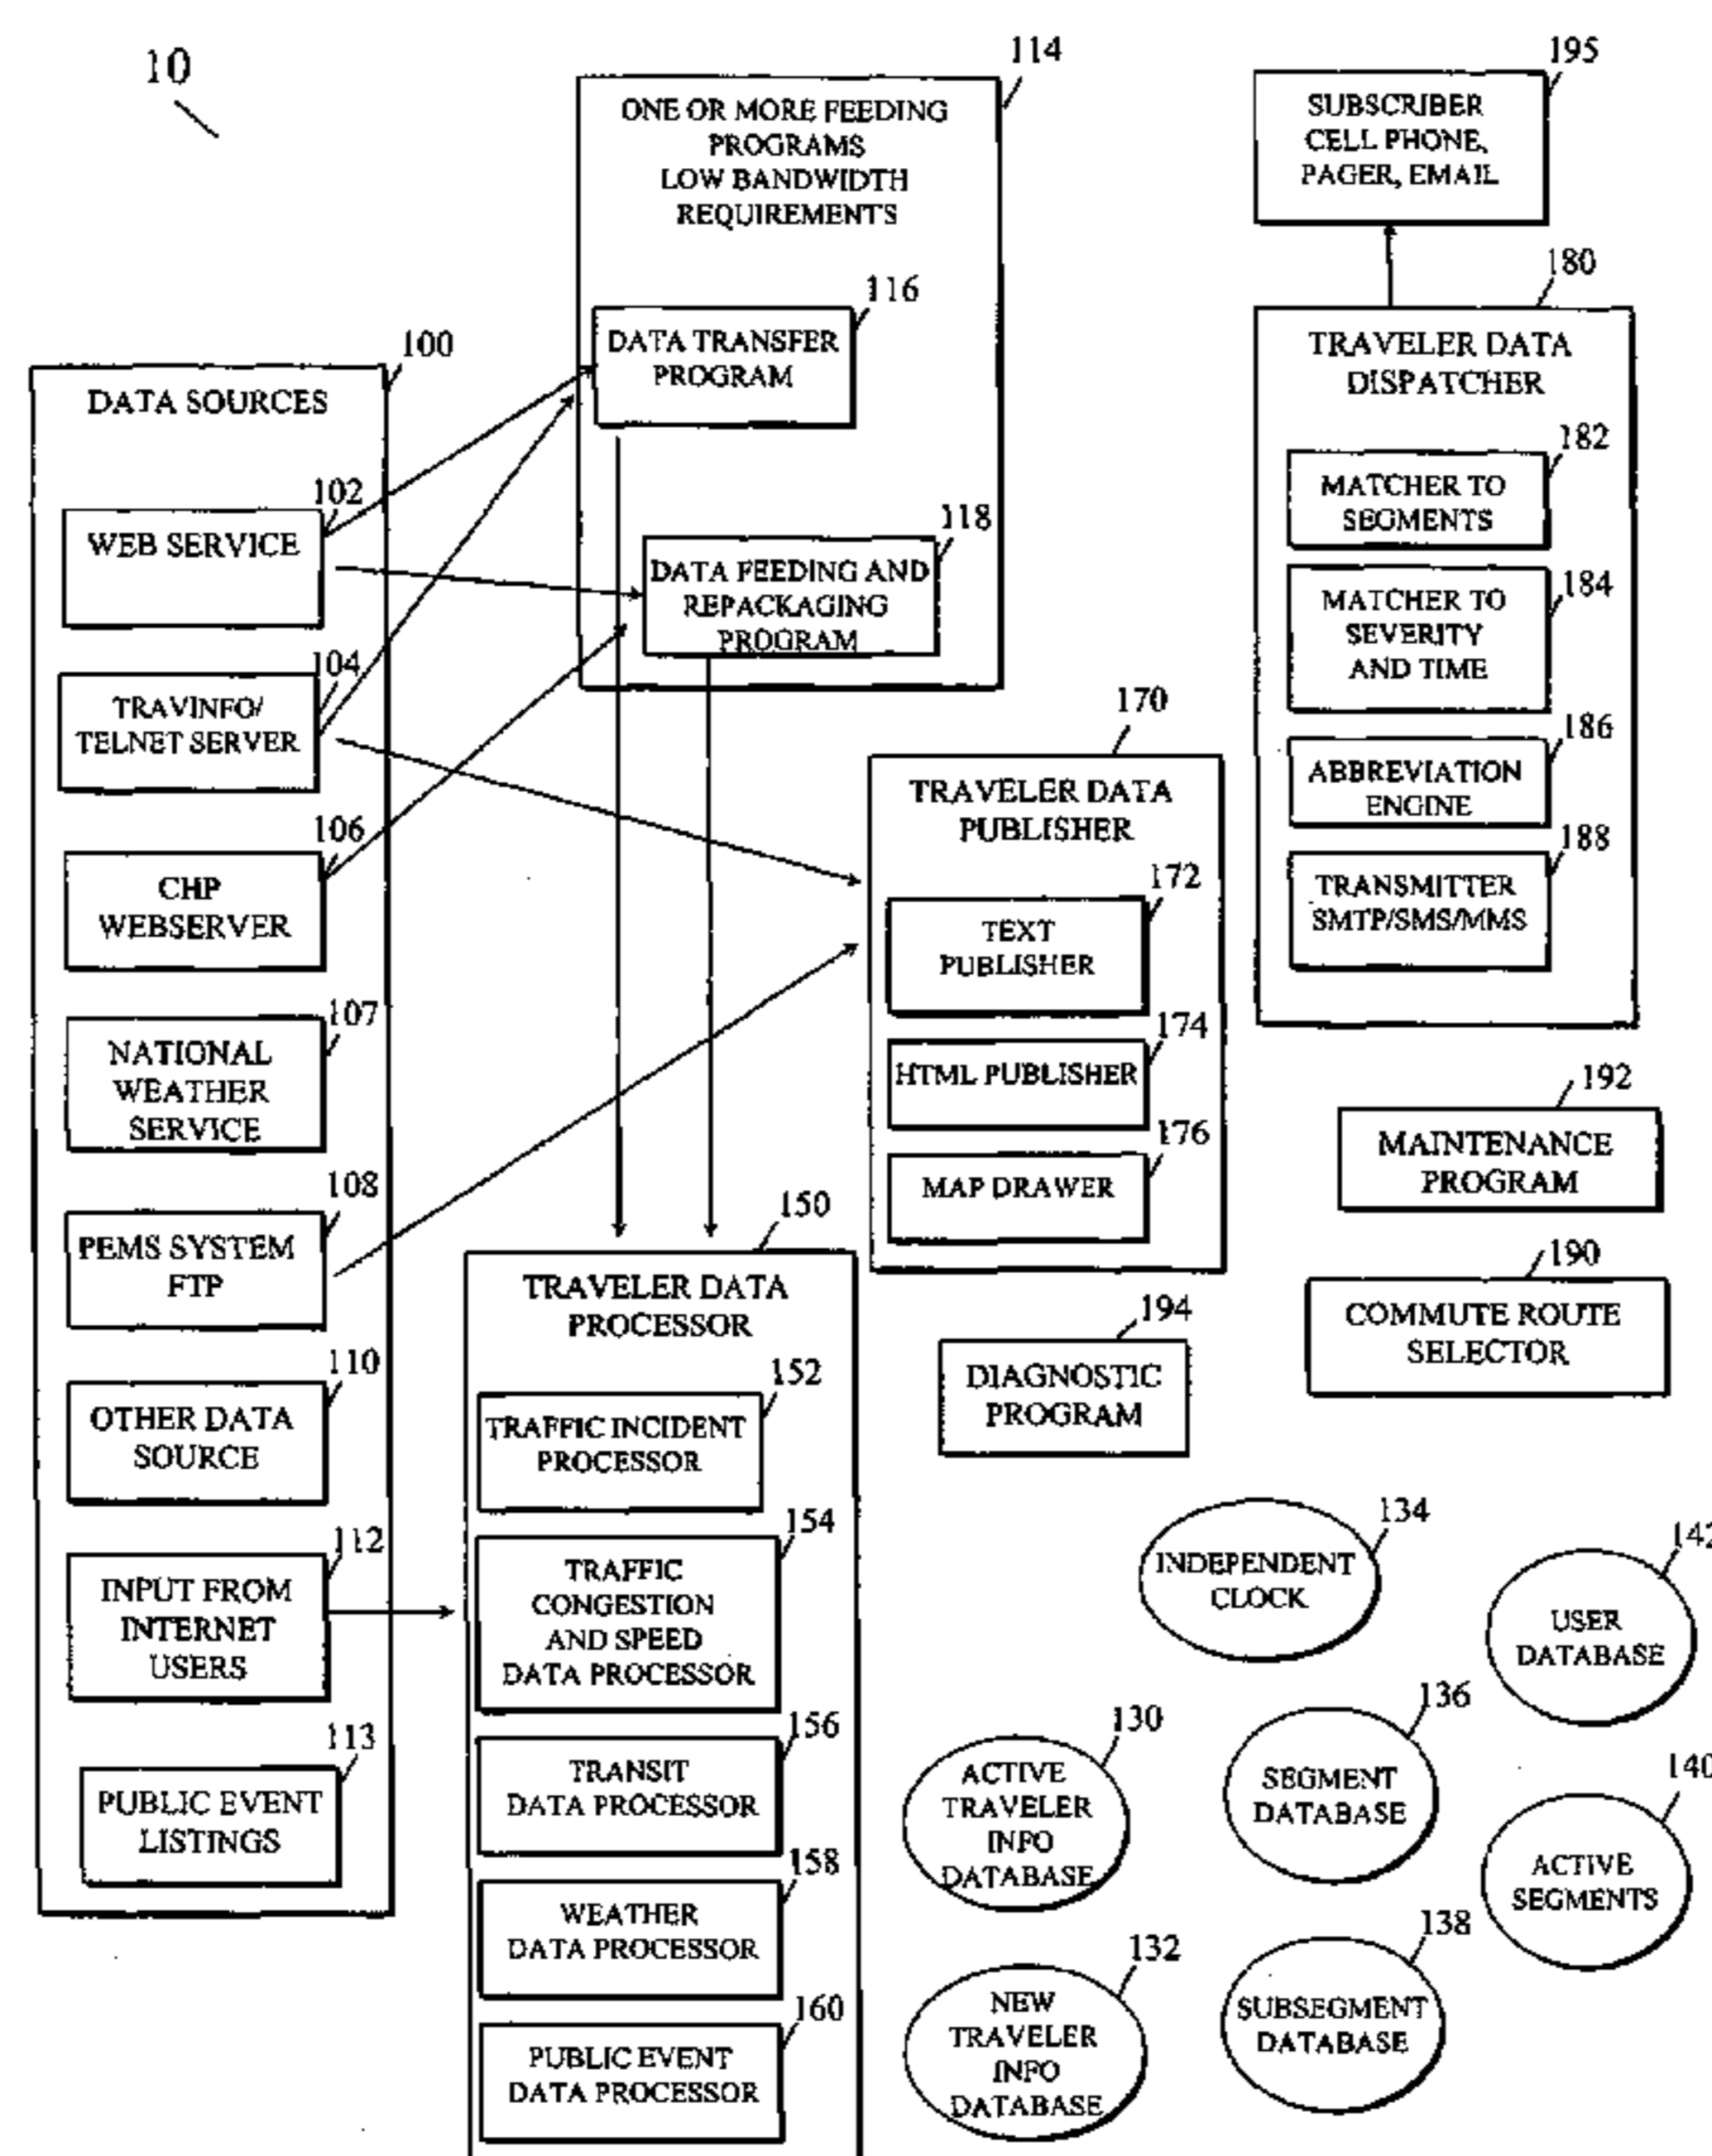 10
100
DATA SOURCES
102
WEB SERVICE
104
TRAVINFO/
TELNET SERVER
106
CHP
WEBSERVER
107
NATIONAL
WEATHER
SERVICE
108
PEMS SYSTEM
FTP
110
OTHER DATA
SOURCE
112
INPUT FROM
INTERNET
USERS
113
PUBLIC EVENT
LISTINGS
114
ONE OR MORE FEEDING
PROGRAMS
LOW BANDWIDTH
REQUIREMENTS
116
DATA TRANSFER
PROGRAM
118
DATA FEEDING AND
REPACKAGING
PROGRAM
150
TRAVELER DATA
PROCESSOR
152
TRAFFIC INCIDENT
PROCESSOR
154
TRAFFIC
CONGESTION
AND SPEED
DATA PROCESSOR
156
TRANSIT
DATA PROCESSOR
158
WEATHER
DATA PROCESSOR
160
PUBLIC EVENT
DATA PROCESSOR
170
TRAVELER DATA
PUBLISHER
172
TEXT
PUBLISHER
174
HTML PUBLISHER
176
MAP DRAWER
195
SUBSCRIBER
CELL PHONE,
PAGER, EMAIL
180
TRAVELER DATA
DISPATCHER
182
MATCHER TO
SEGMENTS
184
MATCHER TO
SEVERITY
AND TIME
186
ABBREVIATION
ENGINE
188
TRANSMITTER
SMTP/SMS/MMS
192
MAINTENANCE
PROGRAM
190
COMMUTE ROUTE
SELECTOR
194
DIAGNOSTIC
PROGRAM
134
INDEPENDENT
CLOCK
142
USER
DATABASE
130
ACTIVE
TRAVELER
INFO
DATABASE
136
SEGMENT
DATABASE
140
ACTIVE
SEGMENTS
132
NEW
TRAVELER
INFO
DATABASE
138
SUBSEGMENT
DATABASE